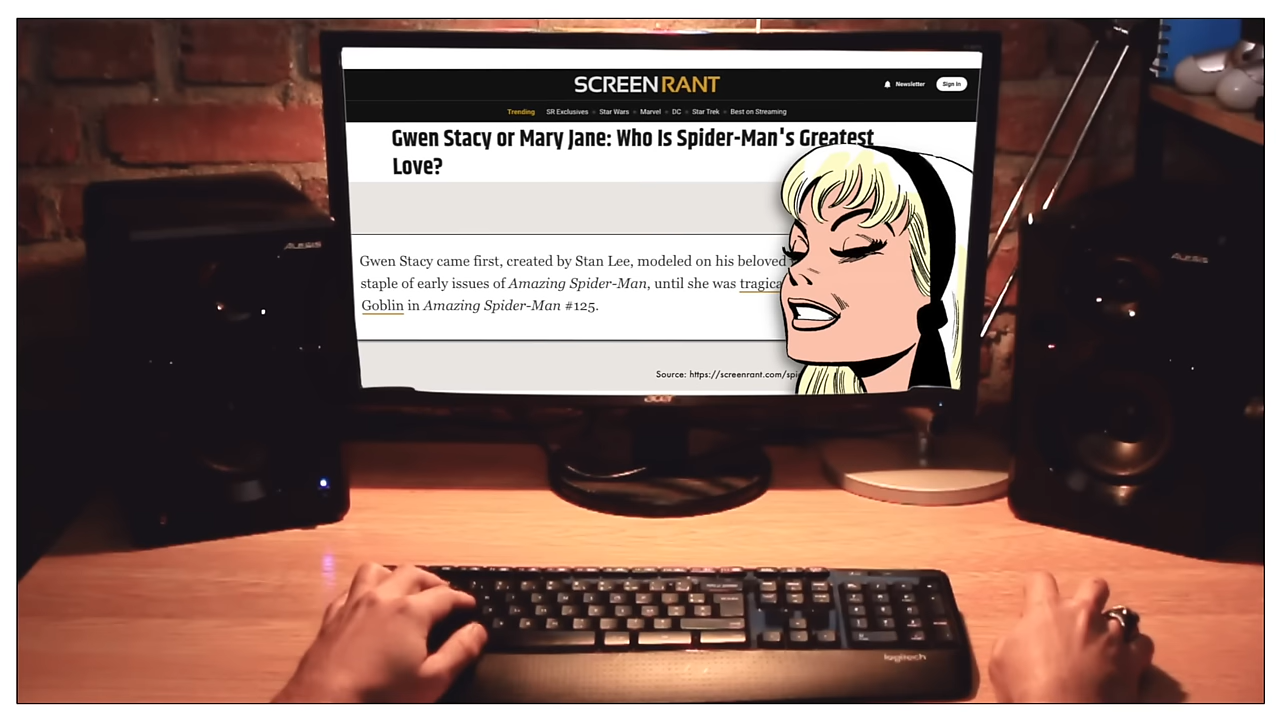 SCREENRANT
Newsletter
Sign in
Trending SR Exclusives Star Wars Marvel DC Star Trek Best on Streaming
Gwen Stacy or Mary Jane: Who Is Spider-Man's Greatest
Love?
Gwen Stacy came first, created by Stan Lee, modeled on his beloved
staple of early issues of Amazing Spider-Man, until she was tragica
Goblin in Amazing Spider-Man #125.
Source: https://screenrant.com/spi
acer
ALESIS
ALESIS
logitech